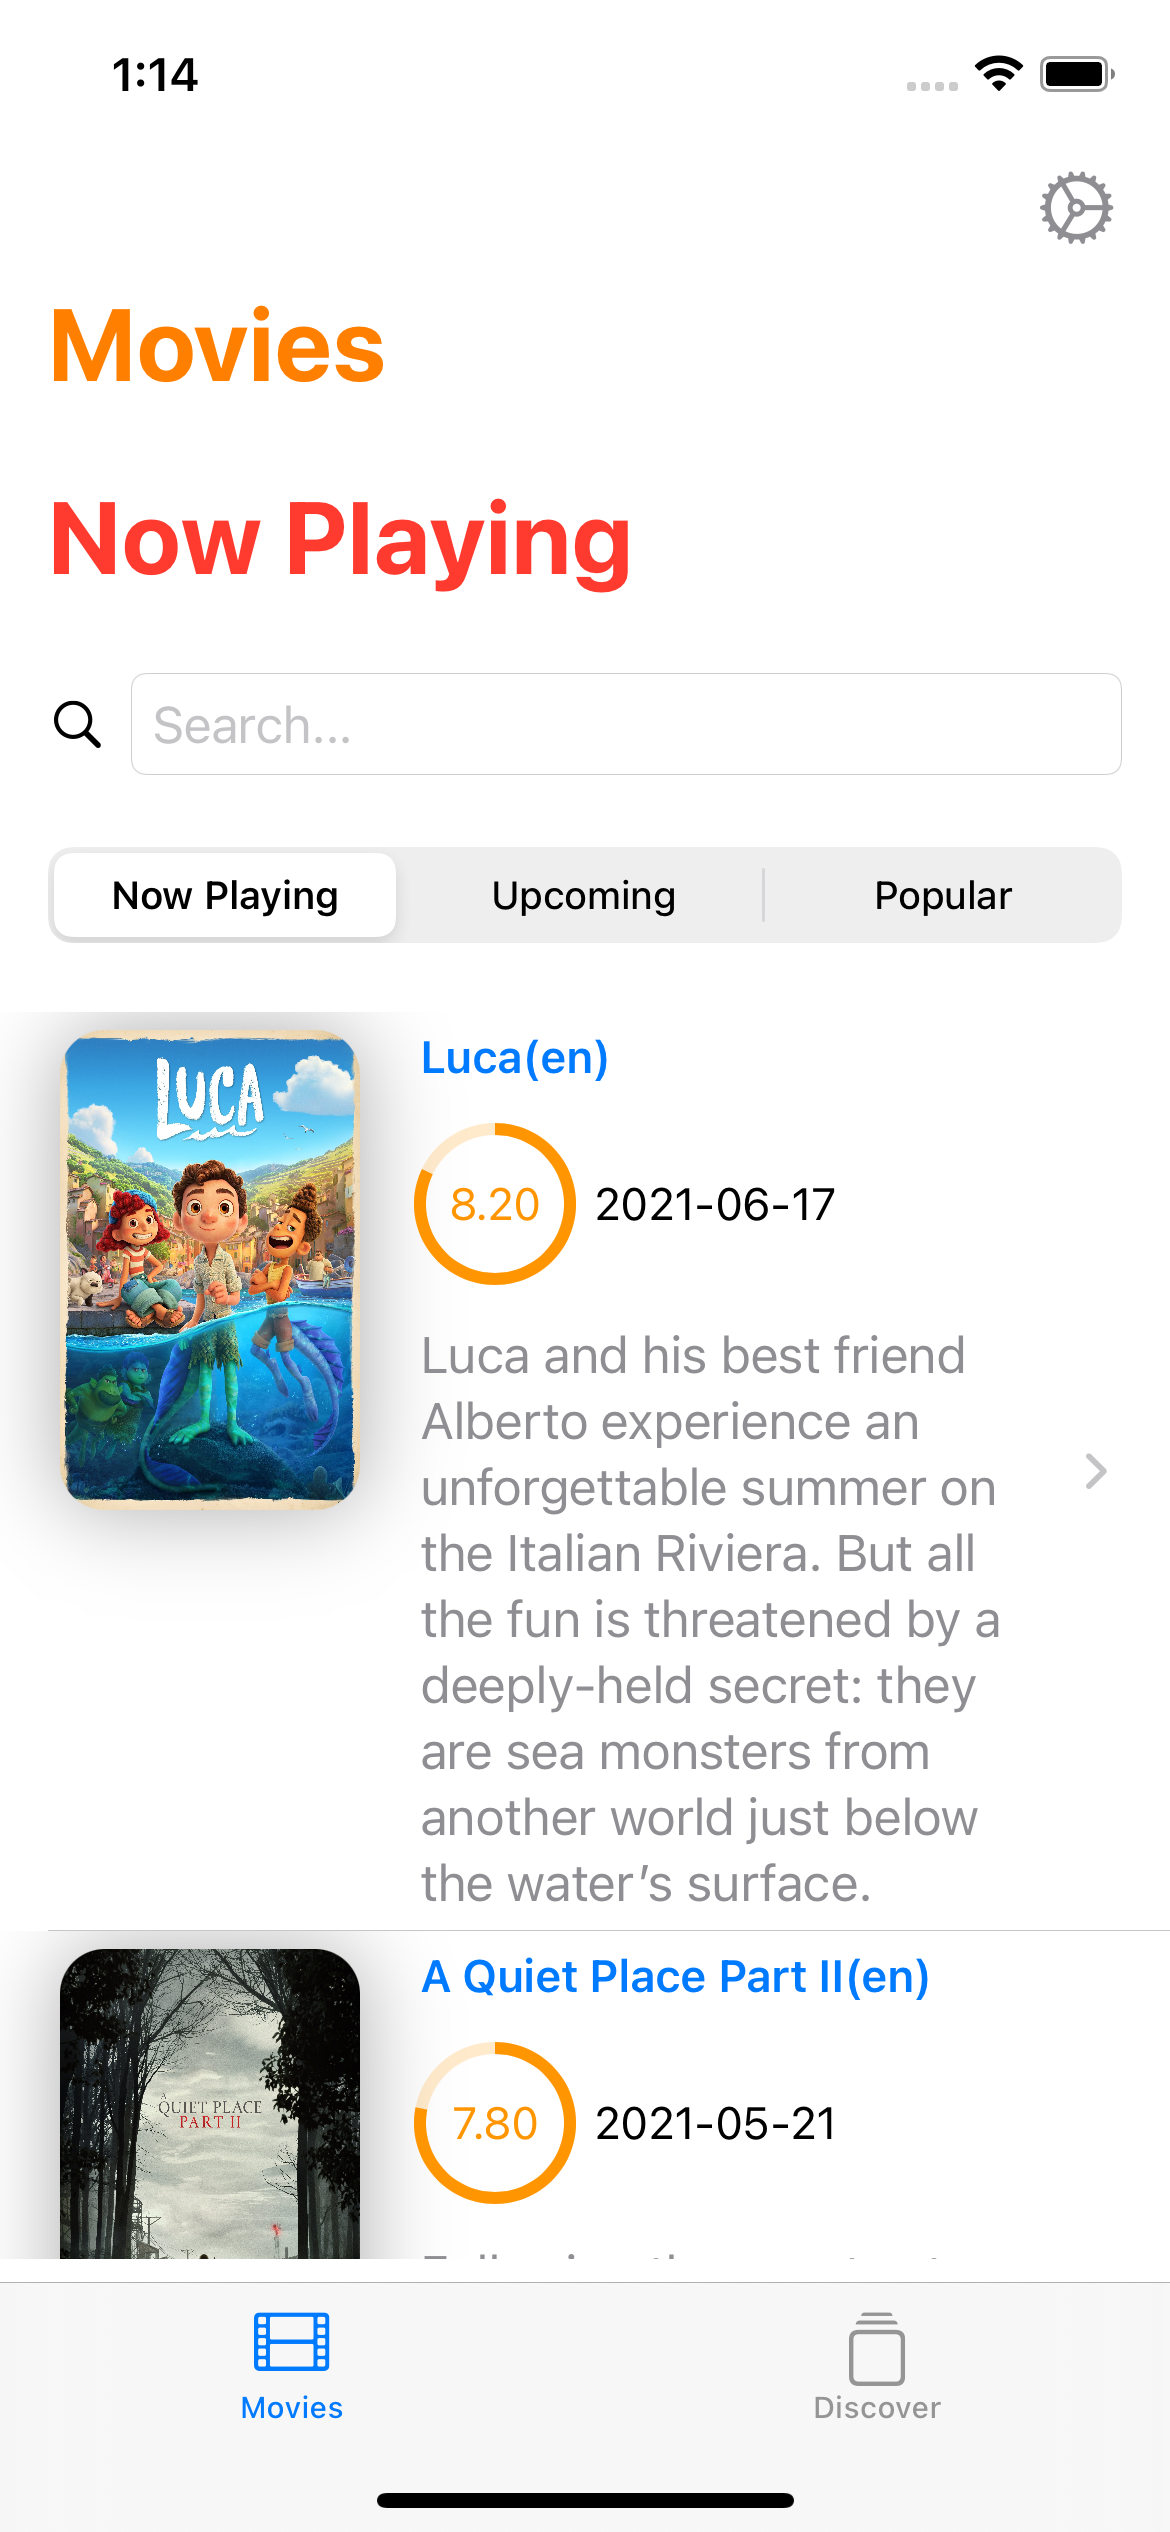 1:14
Movies
Now Playing
Search...
Now Playing
Upcoming
Popular
LUCA
Luca(en)
8.20
2021-06-17
Luca and his best friend
Alberto experience an
unforgettable summer on
the Italian Riviera. But all
the fun is threatened by a
deeply-held secret: they
are sea monsters from
another world just below
the water’s surface.
A
QUIET PLACE
PART II
A Quiet Place Part II(en)
7.80
2021-05-21
Movies
Discover